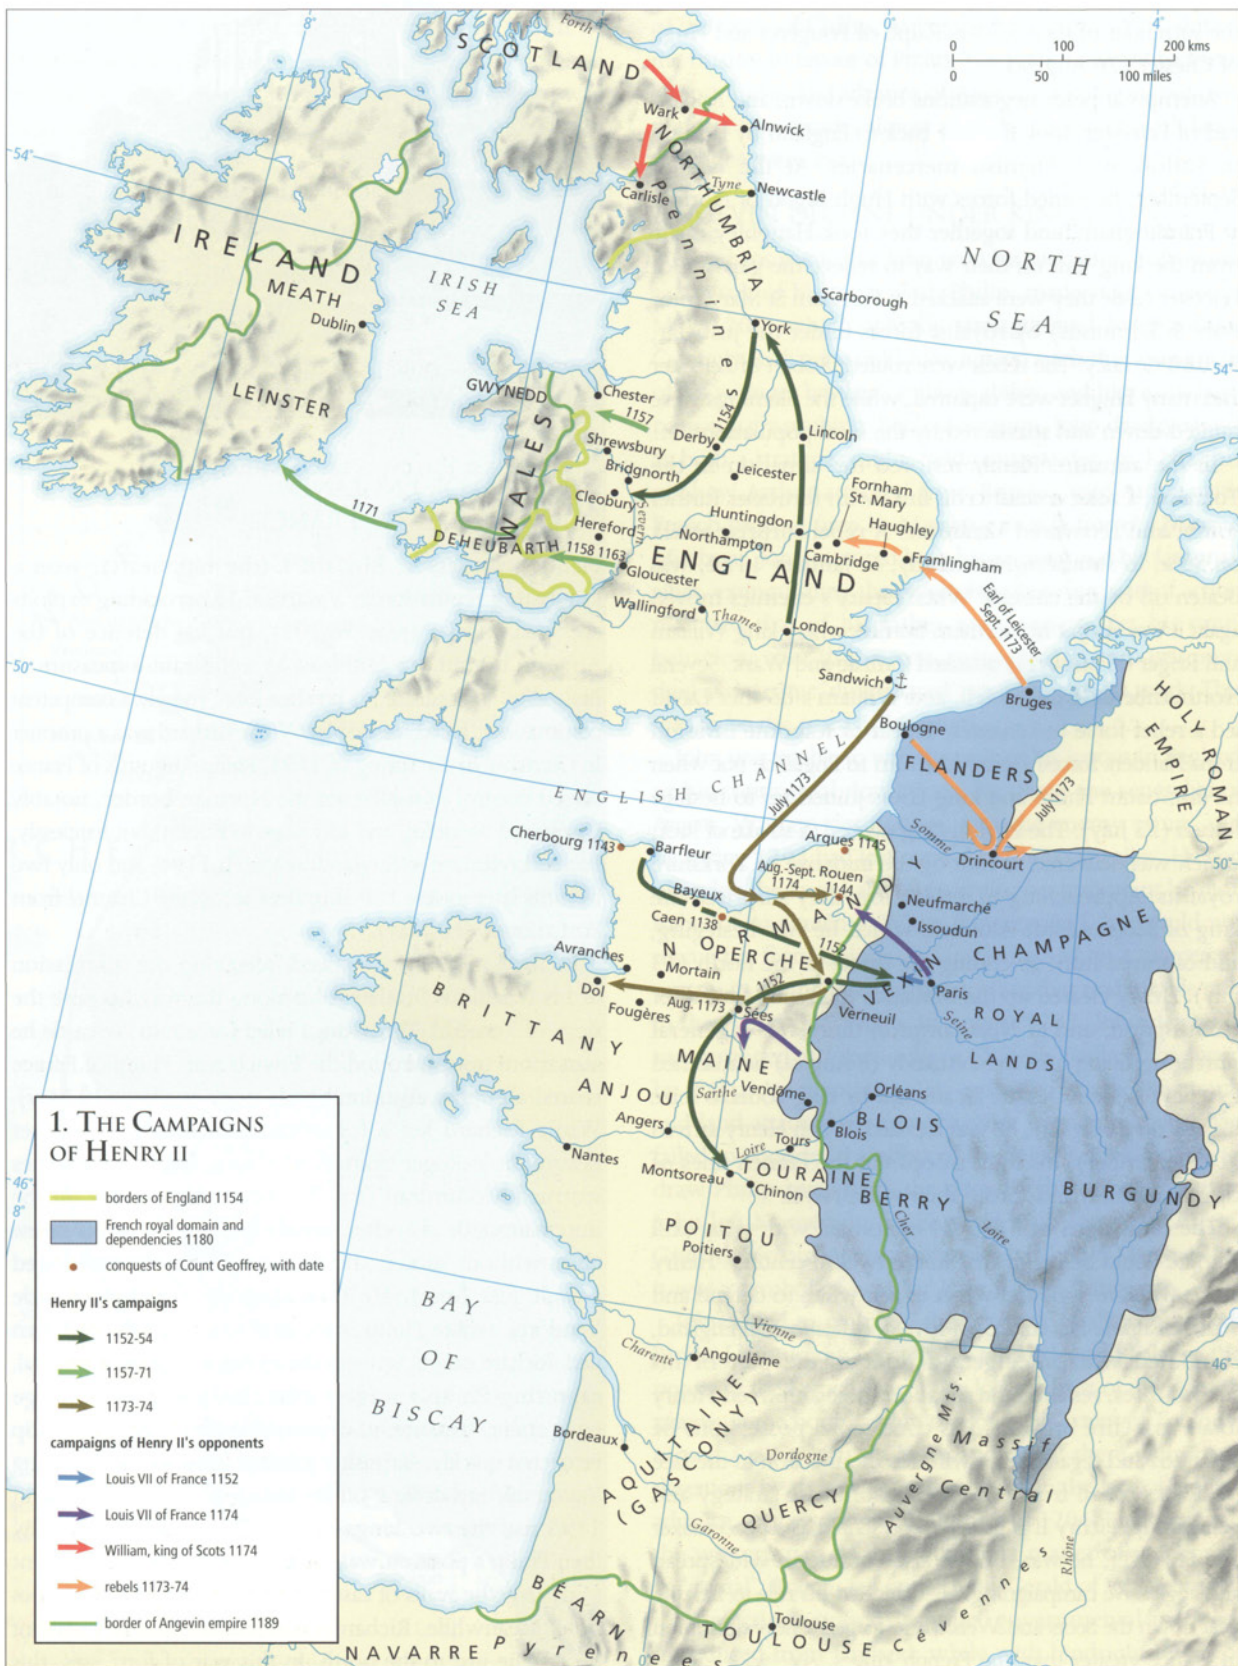 8°
4°
0°
4°
Forth
0 100 200 kms
0 50 100 miles
SCOTLAND
Wark
Alnwick
54°
NORTHUMBRIA
Carlisle
Tyne
Newcastle
Pennines
IRELAND
MEATH
Dublin
IRISH
SEA
NORTH
SEA
Scarborough
York
54°
LEINSTER
GWYNEDD
Chester
1157
1154
Derby
Lincoln
Shrewsbury
Bridgnorth
Leicester
WALES
Cleobury
Severn
Fornham
St. Mary
Huntingdon
Haughley
1171
Hereford
Northampton
DEHEUBARTH
1158 1163
ENGLAND
Cambridge
Framlingham
Gloucester
Wallingford
Thames
London
Earl of Leicester
Sept. 1173
50°
Sandwich
Bruges
Boulogne
HOLY ROMAN
EMPIRE
FLANDERS
ENGLISH CHANNEL
July 1173
July 1173
Somme
Drincourt
50°
Cherbourg 1143
Barfleur
Arques 1145
Aug.-Sept.
1174
Rouen
1144
Bayeux
Caen 1138
NORMANDY
Neufmarché
Issoudun
CHAMPAGNE
Avranches
PERCHE
1152
VEXIN
Mortain
1152
Dol
Aug. 1173
Paris
BRITTANY
Fougères
Sées
Verneuil
Seine
ROYAL
LANDS
MAINE
ANJOU
Sarthe
Vendôme
Orléans
Angers
BLOIS
Blois
Nantes
Loire
Tours
Montsoreau
TOURAINE
Chinon
BERRY
BURGUNDY
46°
8°
POITOU
Poitiers
Cher
Loire
BAY
OF
BISCAY
Vienne
Charente
Angoulême
46°
AQUITAINE
(GASCONY)
Auvergne Mts.
Massif
Central
Bordeaux
Dordogne
QUERCY
Garonne
Rhône
BÉARN
Toulouse
TOULOUSE
Cévennes
NAVARRE
Pyrenees
4°
0°
4°
1. THE CAMPAIGNS
OF HENRY II
borders of England 1154
French royal domain and
dependencies 1180
conquests of Count Geoffrey, with date
Henry II's campaigns
1152-54
1157-71
1173-74
campaigns of Henry II's opponents
Louis VII of France 1152
Louis VII of France 1174
William, king of Scots 1174
rebels 1173-74
border of Angevin empire 1189